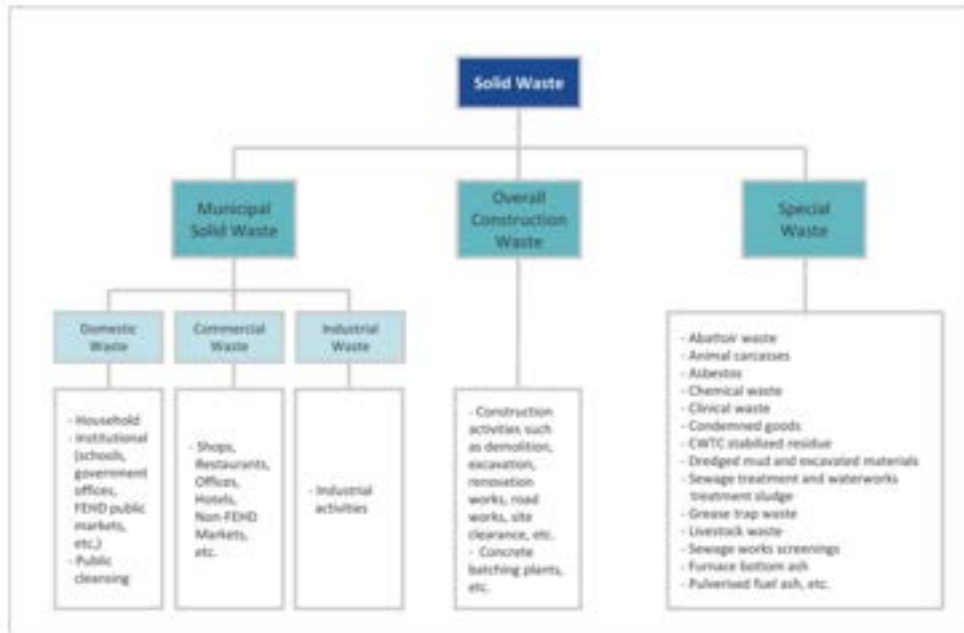 Solid Waste
Municipal
Solid Waste
Overall
Construction
Waste
Special
Waste
Domestic
Waste
Commercial
Waste
Industrial
Waste
- Household
- Institutional
(schools,
government
offices,
FEHD public
markets,
etc.)
- Public
cleansing
- Shops,
Restaurants,
Offices,
Hotels,
Non-FEHD
Markets,
etc.
- Industrial
activities
- Construction
activities such
as demolition,
excavation,
renovation
works, road
works, site
clearance, etc.
- Concrete
batching plants,
etc.
- Abattoir waste
- Animal carcasses
- Asbestos
- Chemical waste
- Clinical waste
- Condemned goods
- CWTC stabilized residue
- Dredged mud and excavated materials
- Sewage treatment and waterworks
treatment sludge
- Grease trap waste
- Livestock waste
- Sewage works screenings
- Furnace bottom ash
- Pulverised fuel ash, etc.